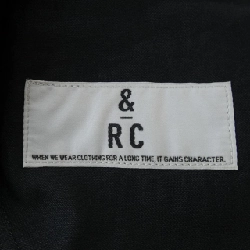 &
RC
WHEN WE WEAR CLOTHING FOR A LONG TIME, IT GAINS CHARACTER.